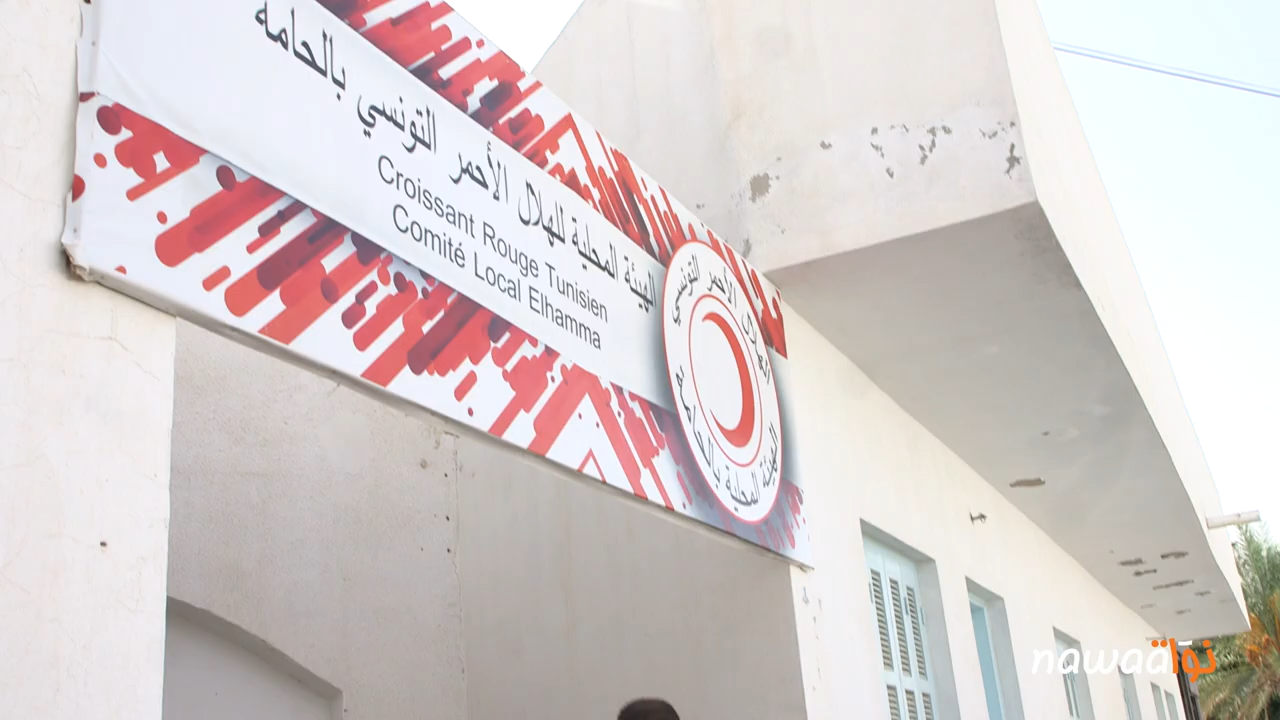 الهيئة المحلية للهلال الأحمر التونسي بالحامة
Croissant Rouge Tunisien
Comité Local Elhamma
الهلال الأحمر التونسي
الهيئة المحلية بالحامة
nawaat نواة